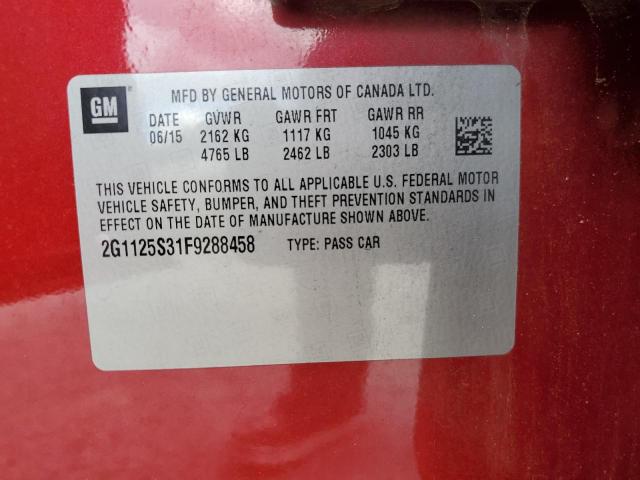 GM
MFD BY GENERAL MOTORS OF CANADA LTD.
DATE GVWR GAWR FRT GAWR RR
06/15 2162 KG 1117 KG 1045 KG
4765 LB 2462 LB 2303 LB
THIS VEHICLE CONFORMS TO ALL APPLICABLE U.S. FEDERAL MOTOR
VEHICLE SAFETY, BUMPER, AND THEFT PREVENTION STANDARDS IN
EFFECT ON THE DATE OF MANUFACTURE SHOWN ABOVE.
2G1125S31F9288458 TYPE: PASS CAR